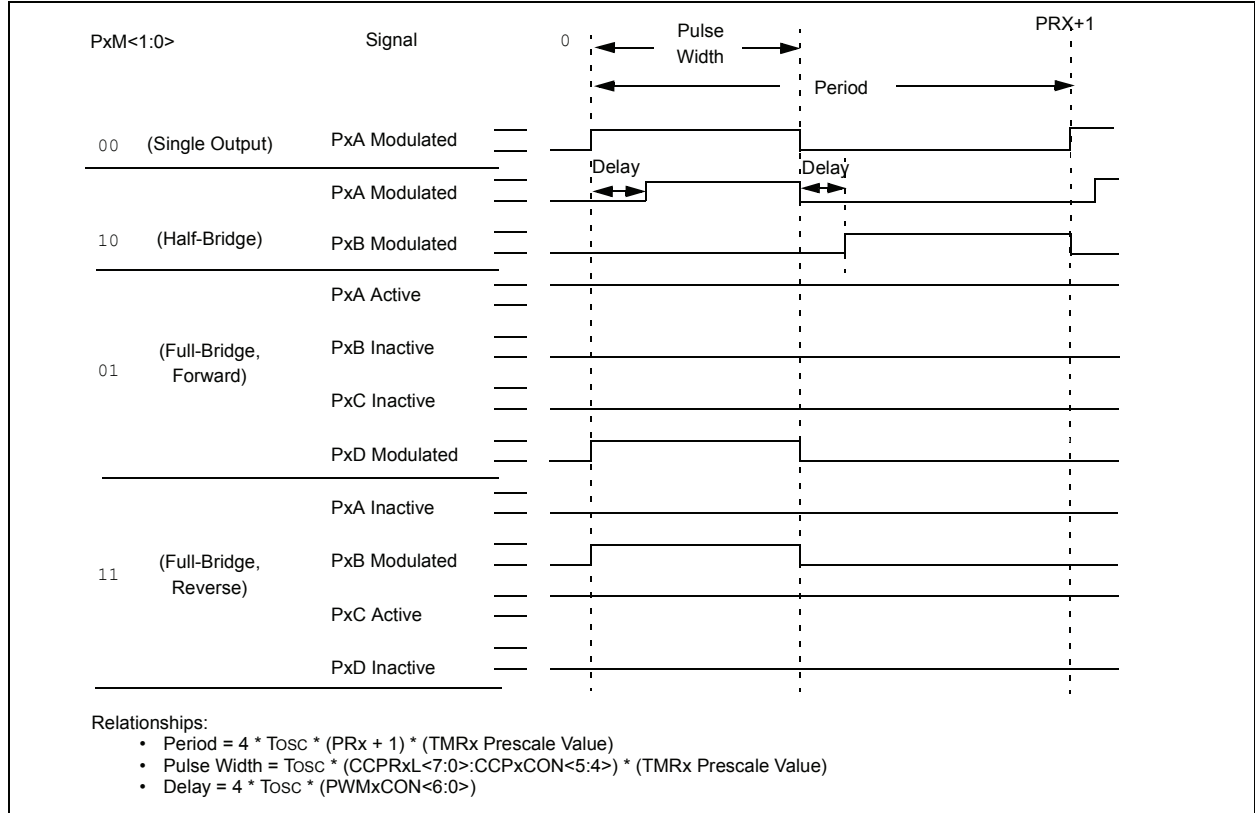 PxM<1:0> Signal 0 Pulse Width PRX+1
Period
00 (Single Output) PxA Modulated
Delay Delay
PxA Modulated
10 (Half-Bridge) PxB Modulated
PxA Active
PxB Inactive
01 (Full-Bridge, Forward)
PxC Inactive
PxD Modulated
PxA Inactive
PxB Modulated
11 (Full-Bridge, Reverse)
PxC Active
PxD Inactive
Relationships:
• Period = 4 * TOSC * (PRx + 1) * (TMRx Prescale Value)
• Pulse Width = TOSC * (CCPRxL<7:0>:CCPxCON<5:4>) * (TMRx Prescale Value)
• Delay = 4 * TOSC * (PWMxCON<6:0>)